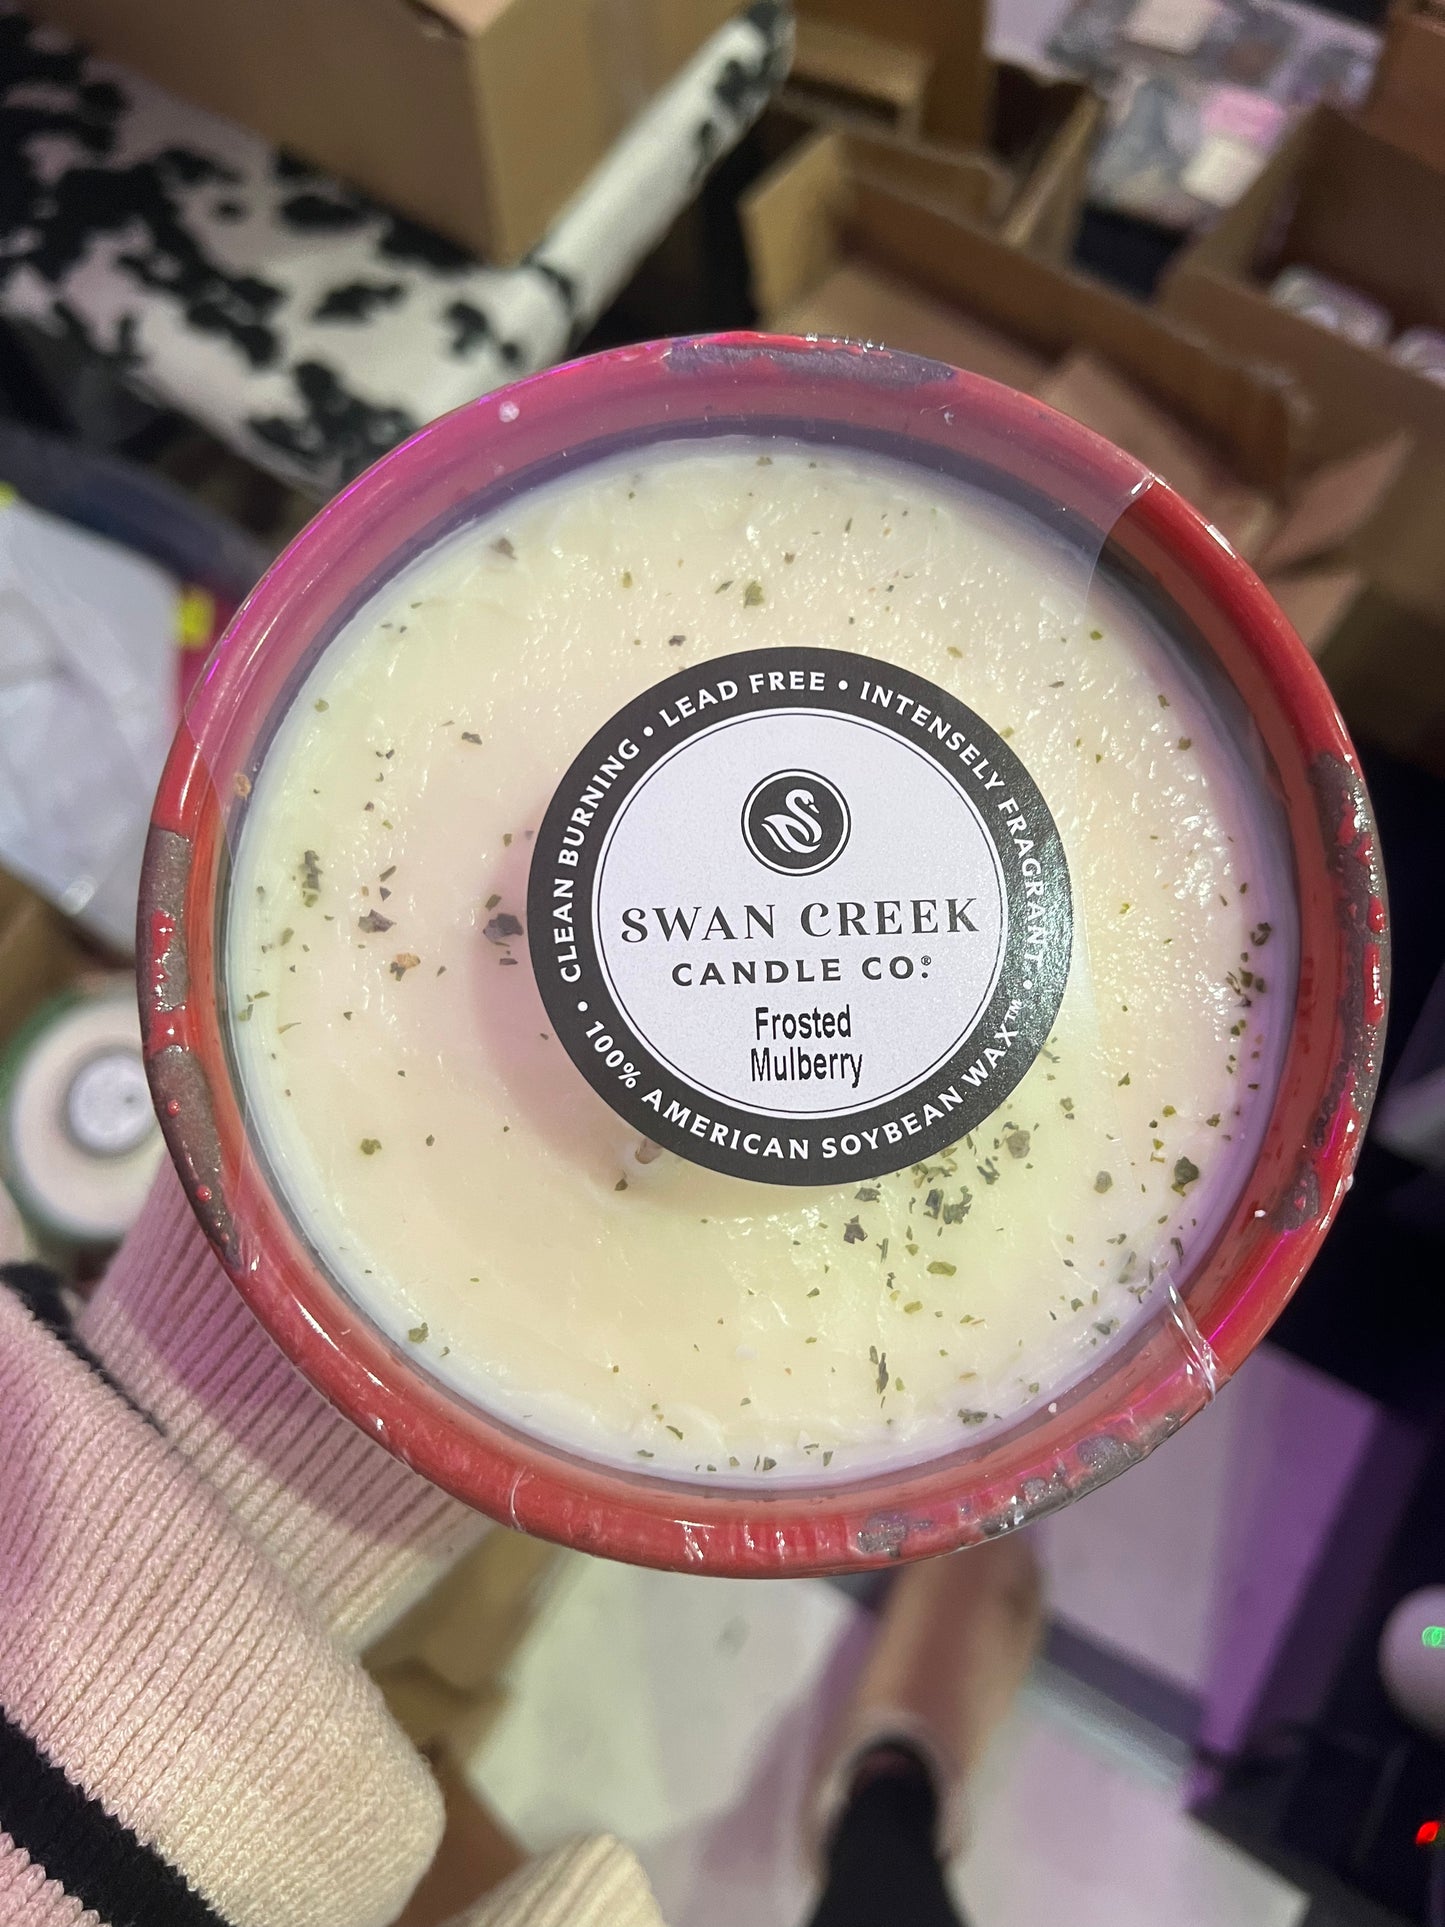 CLEAN BURNING • LEAD FREE • INTENSELY FRAGRANT •
SWAN CREEK
CANDLE CO.®
Frosted
Mulberry
• 100% AMERICAN SOYBEAN WAX™